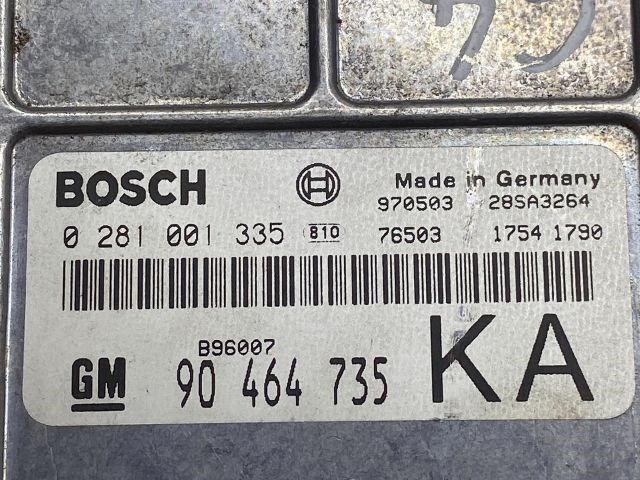 BOSCH
Made in Germany
970503 28SA3264
0 281 001 335 810 76503 1754 1790
B96007
GM 90 464 735 KA